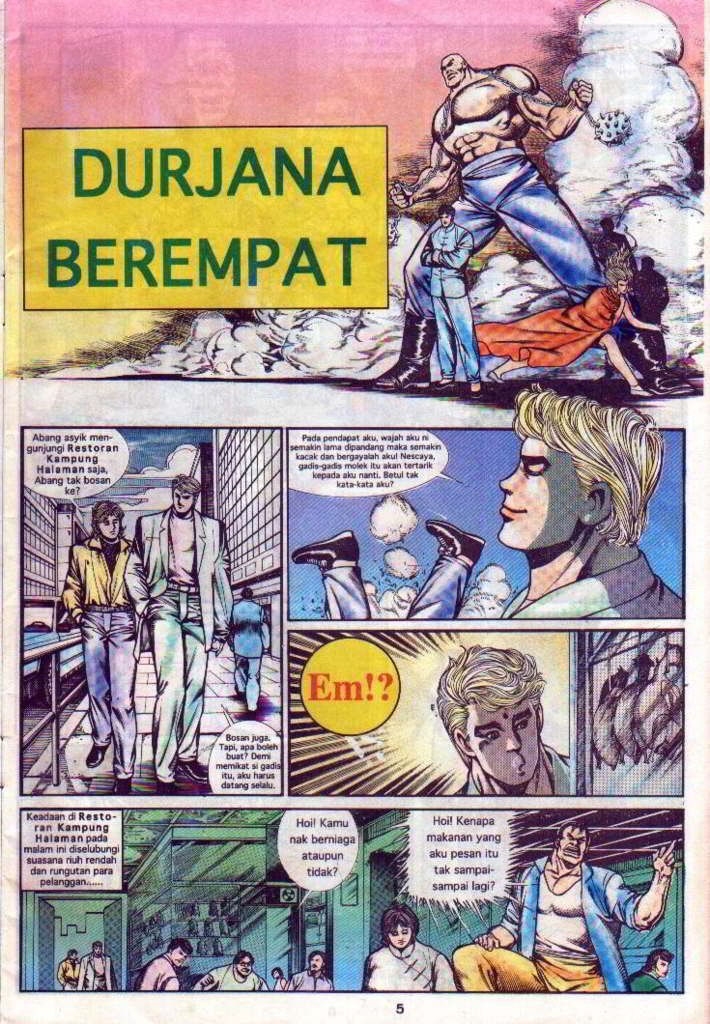 DURJANA
BEREMPAT
Abang asyik men-
gunjungi Restoran
Kampung
Halaman saja,
Abang tak bosan
ke?
Bosan juga.
Tapi, apa boleh
buat? Demi
memikat si gadis
itu, aku harus
datang selalu.
Pada pendapat aku, wajah aku ni
semakin lama dipandang maka semakin
kacak dan bergayalah aku! Nescaya,
gadis-gadis molek itu akan tertarik
kepada aku nanti. Betul tak
kata-kata aku?
Em!?
Keadaan di Resto-
ran Kampung
Halaman pada
malam ini diselubungi
suasana riuh rendah
dan rungutan para
pelanggan......
Hoi! Kamu
nak berniaga
ataupun
tidak?
Hoi! Kenapa
makanan yang
aku pesan itu
tak sampai-
sampai lagi?
5